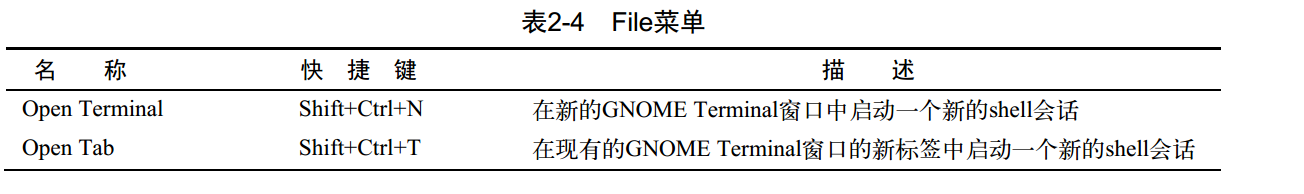 表2-4 File菜单
名 称 快 捷 键 描 述
Open Terminal Shift+Ctrl+N 在新的GNOME Terminal窗口中启动一个新的shell会话
Open Tab Shift+Ctrl+T 在现有的GNOME Terminal窗口的新标签中启动一个新的shell会话